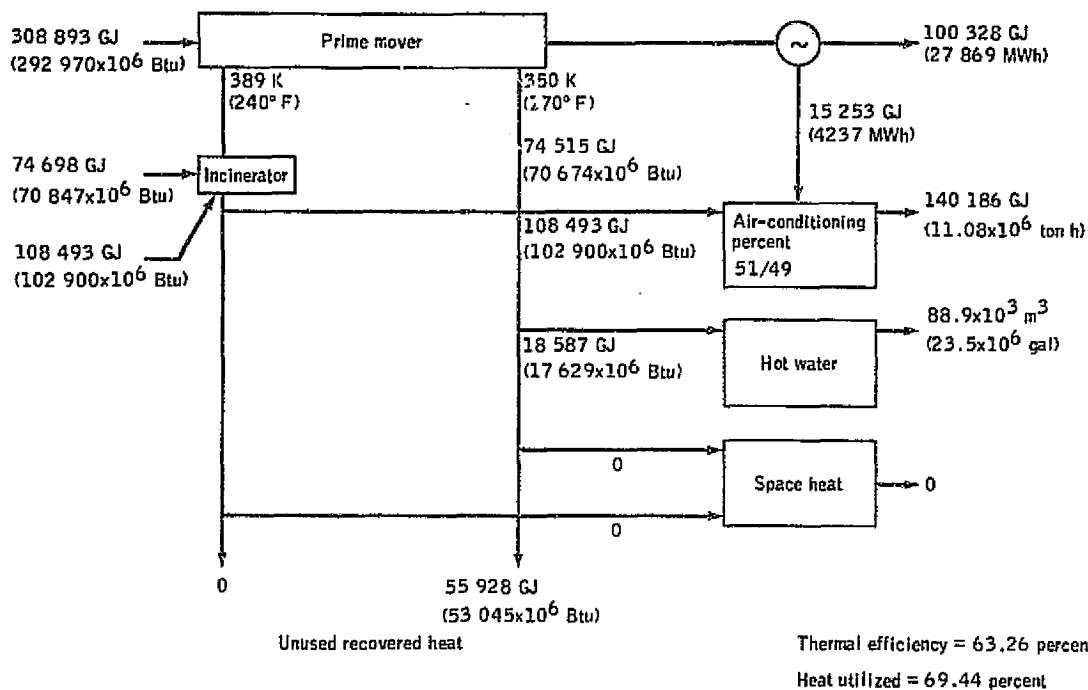 308 893 GJ
(292 970x10⁶ Btu)
Prime mover
~
100 328 GJ
(27 869 MWh)
389 K
(240° F)
350 K
(170° F)
15 253 GJ
(4237 MWh)
74 698 GJ
(70 847x10⁶ Btu)
Incinerator
74 515 GJ
(70 674x10⁶ Btu)
108 493 GJ
(102 900x10⁶ Btu)
108 493 GJ
(102 900x10⁶ Btu)
Air-conditioning
percent
51/49
140 186 GJ
(11.08x10⁶ ton h)
18 587 GJ
(17 629x10⁶ Btu)
Hot water
88.9x10³ m³
(23.5x10⁶ gal)
0
Space heat
0
0
0
55 928 GJ
(53 045x10⁶ Btu)
Unused recovered heat
Thermal efficiency = 63.26 percen
Heat utilized = 69.44 percent